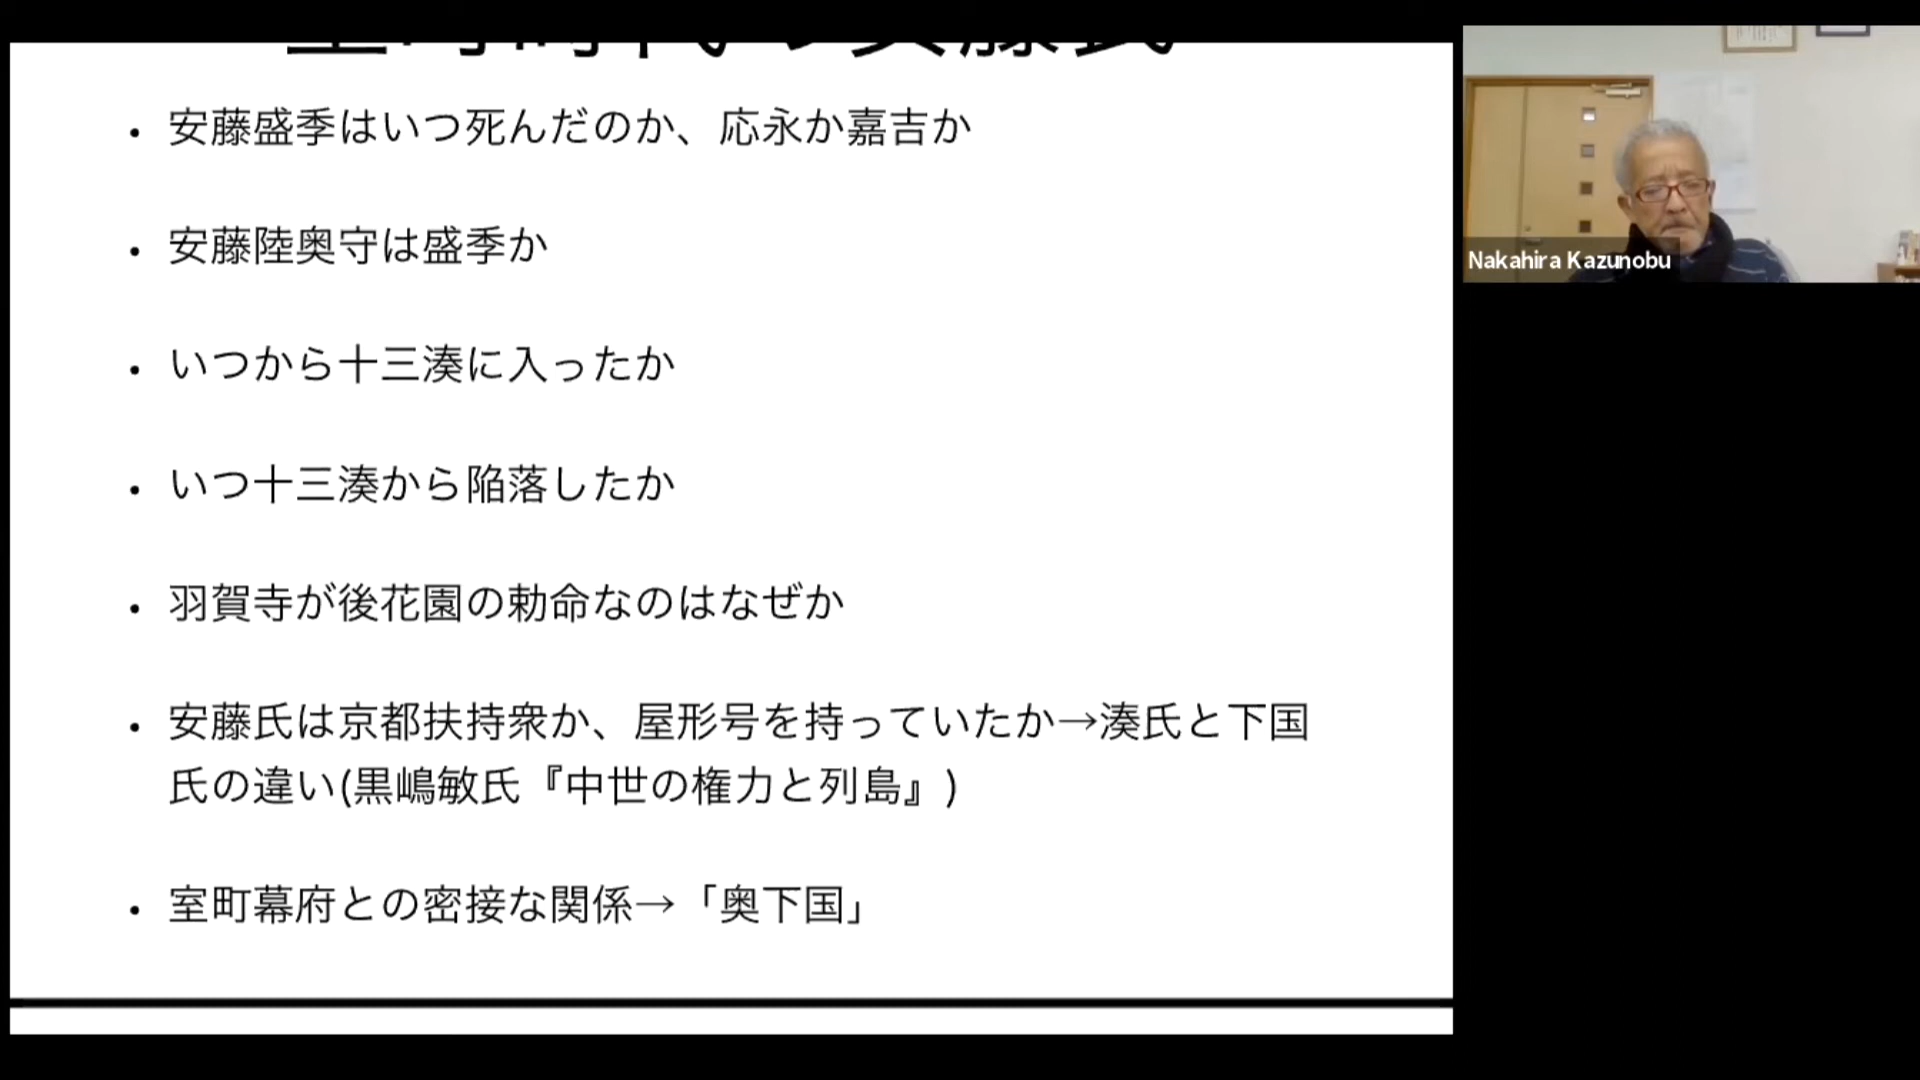 ・安藤盛季はいつ死んだのか、応永か嘉吉か
・安藤陸奥守は盛季か
・いつから十三湊に入ったか
・いつ十三湊から陥落したか
・羽賀寺が後花園の勅命なのはなぜか
・安藤氏は京都扶持衆か、屋形号を持っていたか→湊氏と下国
氏の違い(黒嶋敏氏『中世の権力と列島』)
・室町幕府との密接な関係→「奥下国」
Nakahira Kazunobu